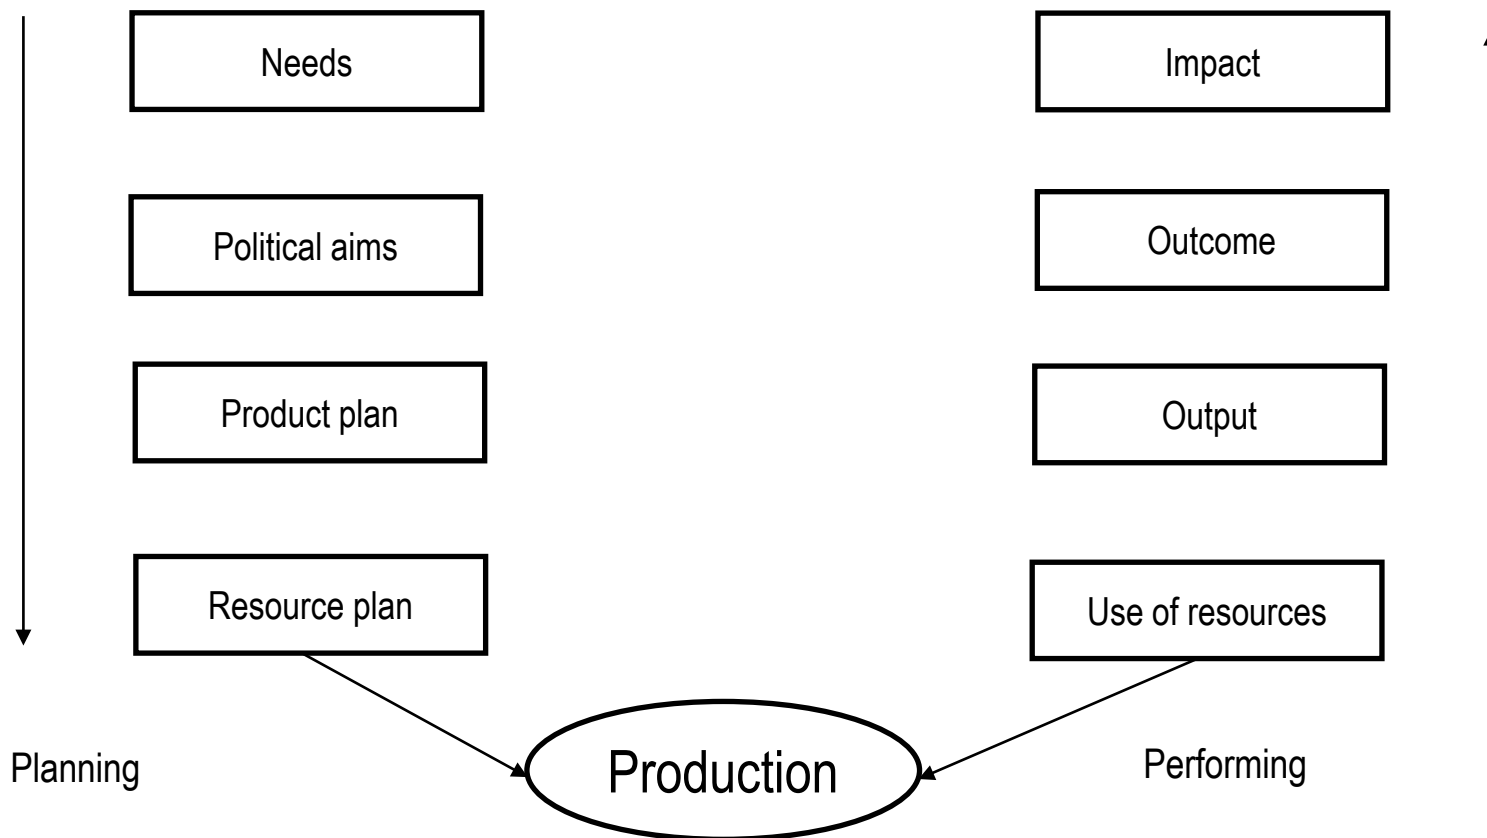 Needs
Impact
Political aims
Outcome
Product plan
Output
Resource plan
Use of resources
Planning
Production
Performing